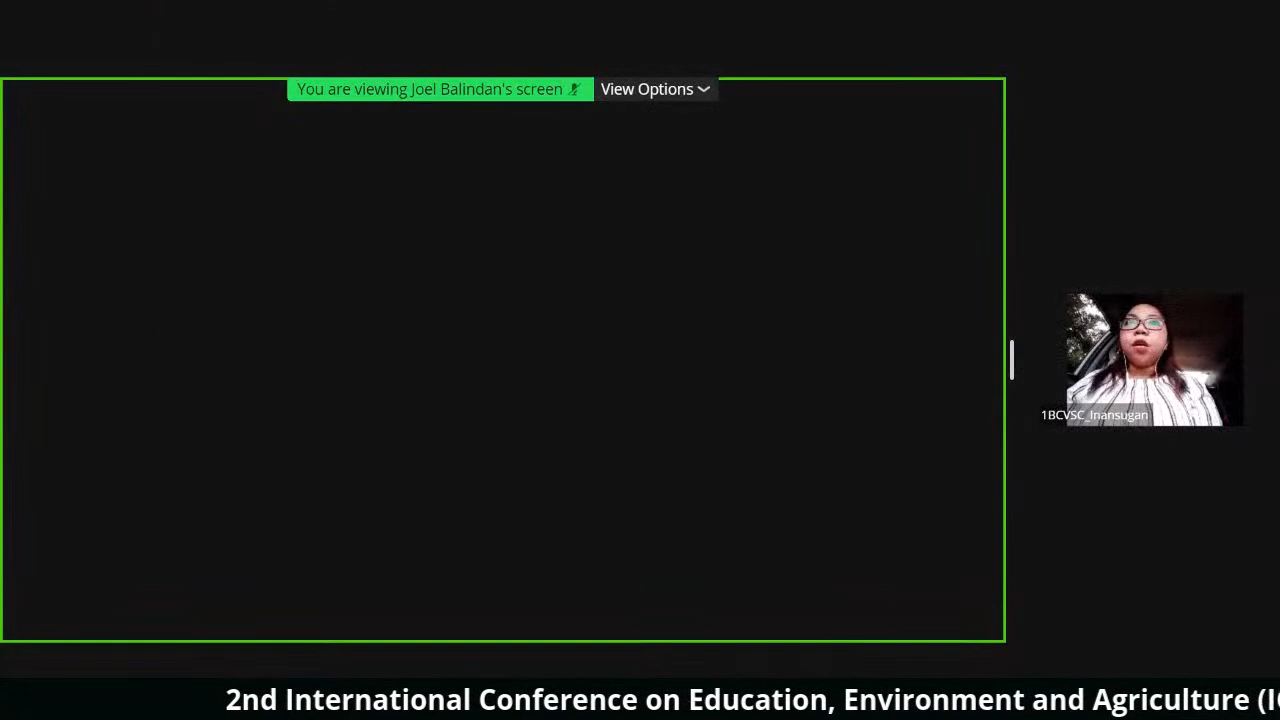 You are viewing Joel Balindan's screen View Options
1BCVSC_Inansugan
2nd International Conference on Education, Environment and Agriculture (I